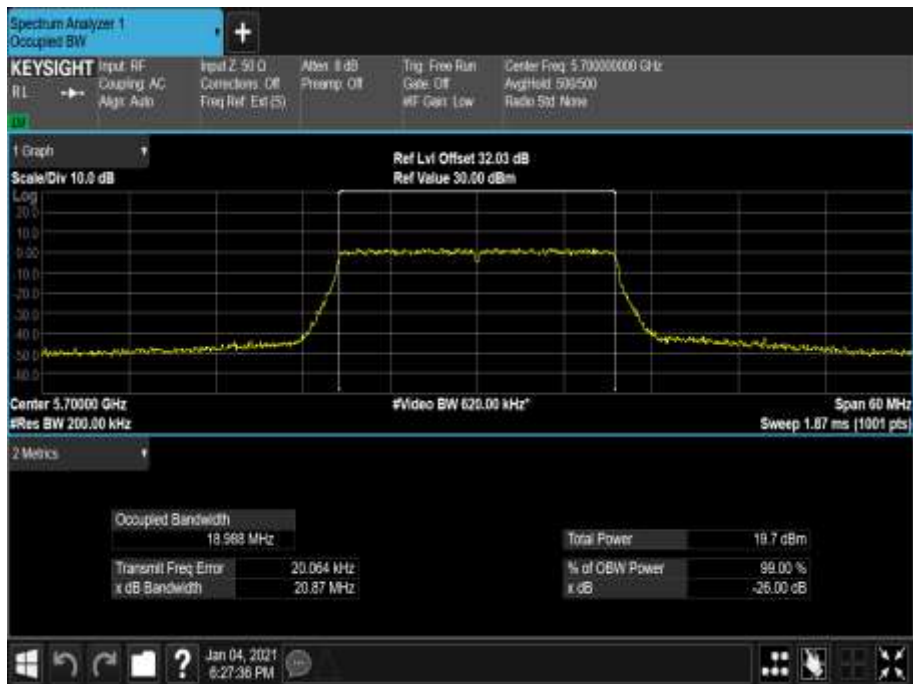 Spectrum Analyzer 1
Occupied BW
+
KEYSIGHT
RL
Input: RF
Coupling: AC
Align: Auto
Input Z: 50 Ω
Corrections: Off
Freq Ref: Ext (S)
Atten: 8 dB
Preamp: Off
Trig: Free Run
Gate: Off
#IF Gain: Low
Center Freq: 5.700000000 GHz
Avg|Hold: 500/500
Radio Std: None
1 Graph
Scale/Div 10.0 dB
Ref Lvl Offset 32.03 dB
Ref Value 30.00 dBm
Log
20.0
10.0
0.00
-10.0
-20.0
-30.0
-40.0
-50.0
-60.0
Center 5.70000 GHz
#Video BW 620.00 kHz*
Span 60 MHz
#Res BW 200.00 kHz
Sweep 1.87 ms (1001 pts)
2 Metrics
Occupied Bandwidth
18.988 MHz
Total Power 19.7 dBm
Transmit Freq Error 20.064 kHz
% of OBW Power 99.00 %
x dB Bandwidth 20.87 MHz
x dB -26.00 dB
?
Jan 04, 2021
6:27:36 PM